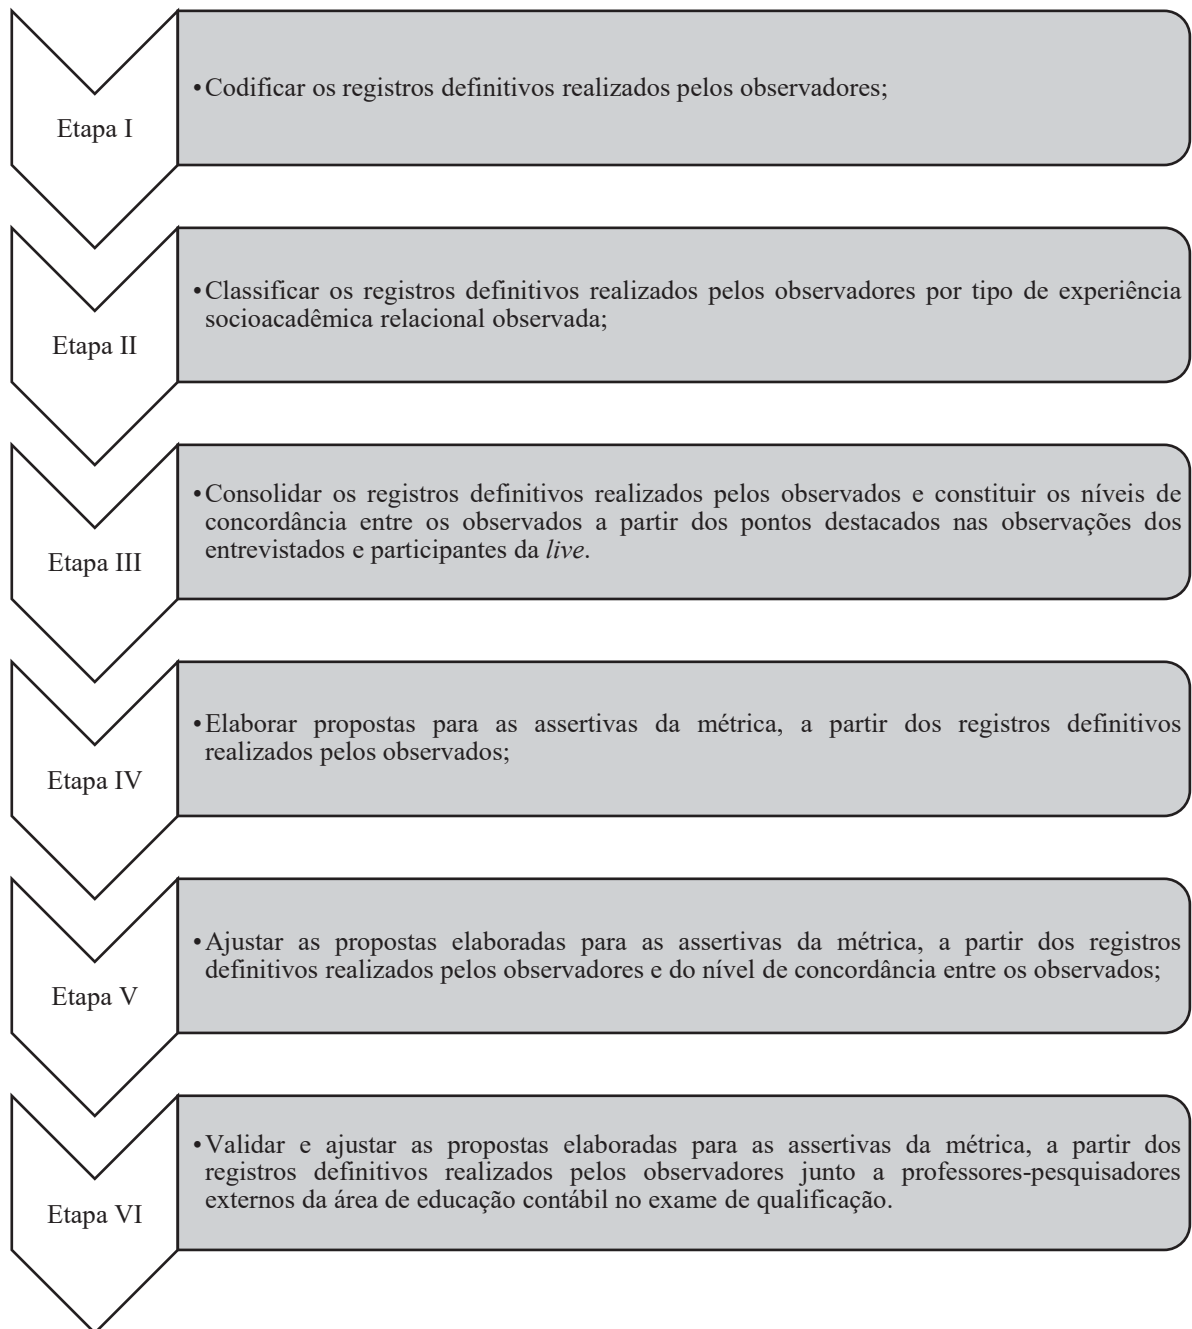 Etapa I
•Codificar os registros definitivos realizados pelos observadores;
Etapa II
•Classificar os registros definitivos realizados pelos observadores por tipo de experiência
socioacadêmica relacional observada;
Etapa III
•Consolidar os registros definitivos realizados pelos observados e constituir os níveis de
concordância entre os observados a partir dos pontos destacados nas observações dos
entrevistados e participantes da live.
Etapa IV
•Elaborar propostas para as assertivas da métrica, a partir dos registros definitivos
realizados pelos observados;
Etapa V
•Ajustar as propostas elaboradas para as assertivas da métrica, a partir dos registros
definitivos realizados pelos observadores e do nível de concordância entre os observados;
Etapa VI
•Validar e ajustar as propostas elaboradas para as assertivas da métrica, a partir dos
registros definitivos realizados pelos observadores junto a professores-pesquisadores
externos da área de educação contábil no exame de qualificação.